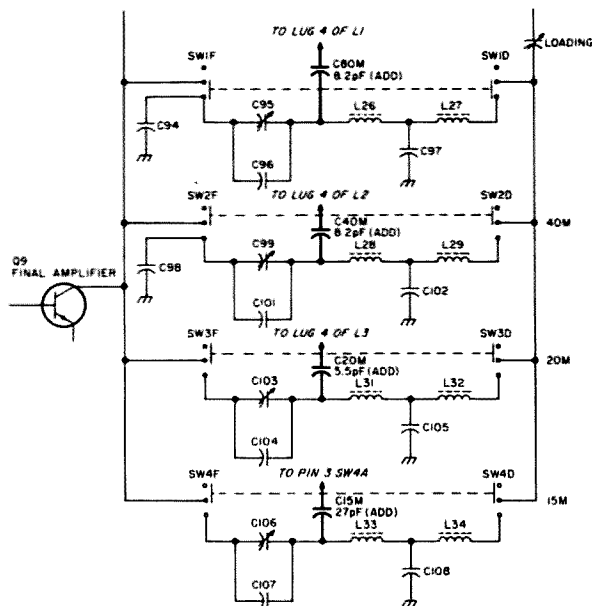 TO LUG 4 OF L1
LOADING
SW1F
C80M
8.2pF (ADD)
SW1D
C95
L26
L27
C94
C96
C97
TO LUG 4 OF L2
SW2F
C40M
8.2pF (ADD)
SW2D
40M
C99
L28
L29
C98
C101
C102
Q9
FINAL AMPLIFIER
TO LUG 4 OF L3
SW3F
C20M
5.5pF (ADD)
SW3D
20M
C103
L31
L32
C104
C105
TO PIN 3 SW4A
SW4F
C15M
27pF (ADD)
SW4D
15M
C106
L33
L34
C107
C108